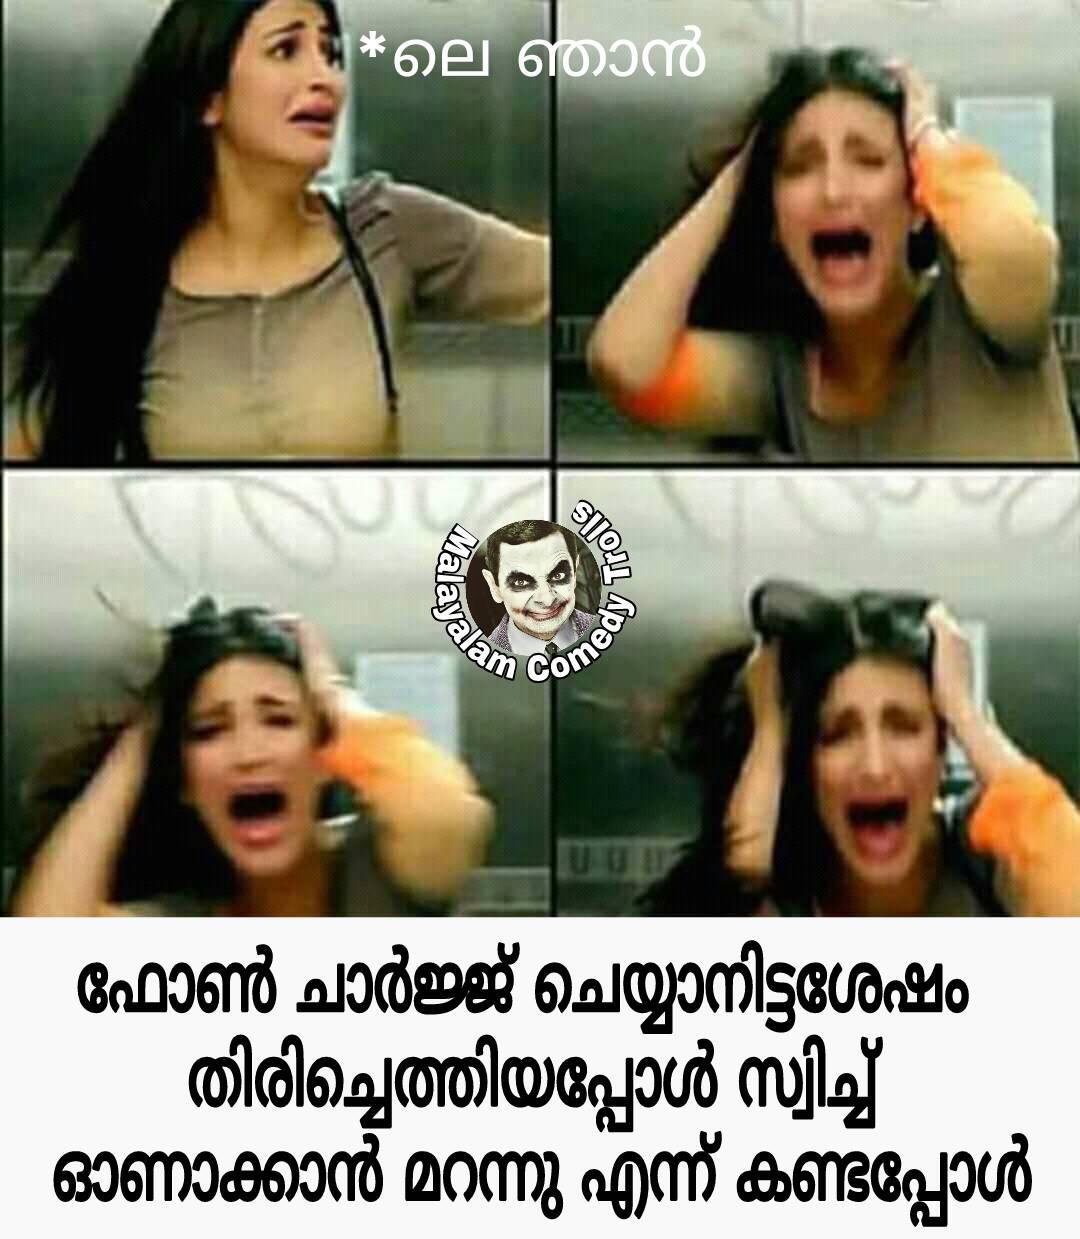 *ലെ ഞാൻ
Malayalam Comedy Trolls
ഫോൺ ചാർജ്ജ് ചെയ്യാനിട്ടശേഷം
തിരിച്ചെത്തിയപ്പോൾ സ്വിച്ച്
ഓണാക്കാൻ മറന്നു എന്ന് കണ്ടപ്പോൾ